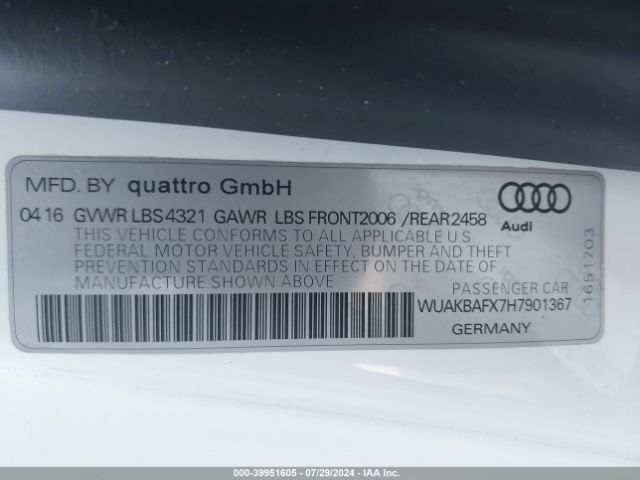 MFD. BY quattro GmbH
Audi
04 16 GVWR LBS 4321 GAWR LBS FRONT2006 /REAR 2458
THIS VEHICLE CONFORMS TO ALL APPLICABLE U.S
FEDERAL MOTOR VEHICLE SAFETY, BUMPER AND THEFT
PREVENTION STANDARDS IN EFFECT ON THE DATE OF
MANUFACTURE SHOWN ABOVE
PASSENGER CAR
WUAKBAFX7H7901367
GERMANY
1651703
000-39951605 - 07/29/2024 - IAA Inc.